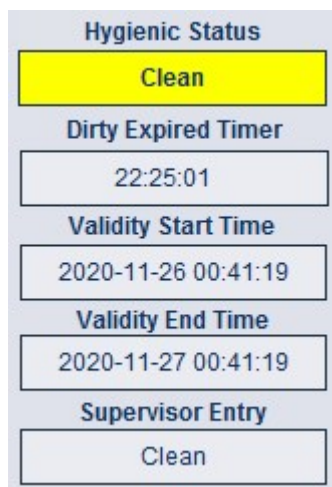 Hygienic Status
Clean
Dirty Expired Timer
22:25:01
Validity Start Time
2020-11-26 00:41:19
Validity End Time
2020-11-27 00:41:19
Supervisor Entry
Clean